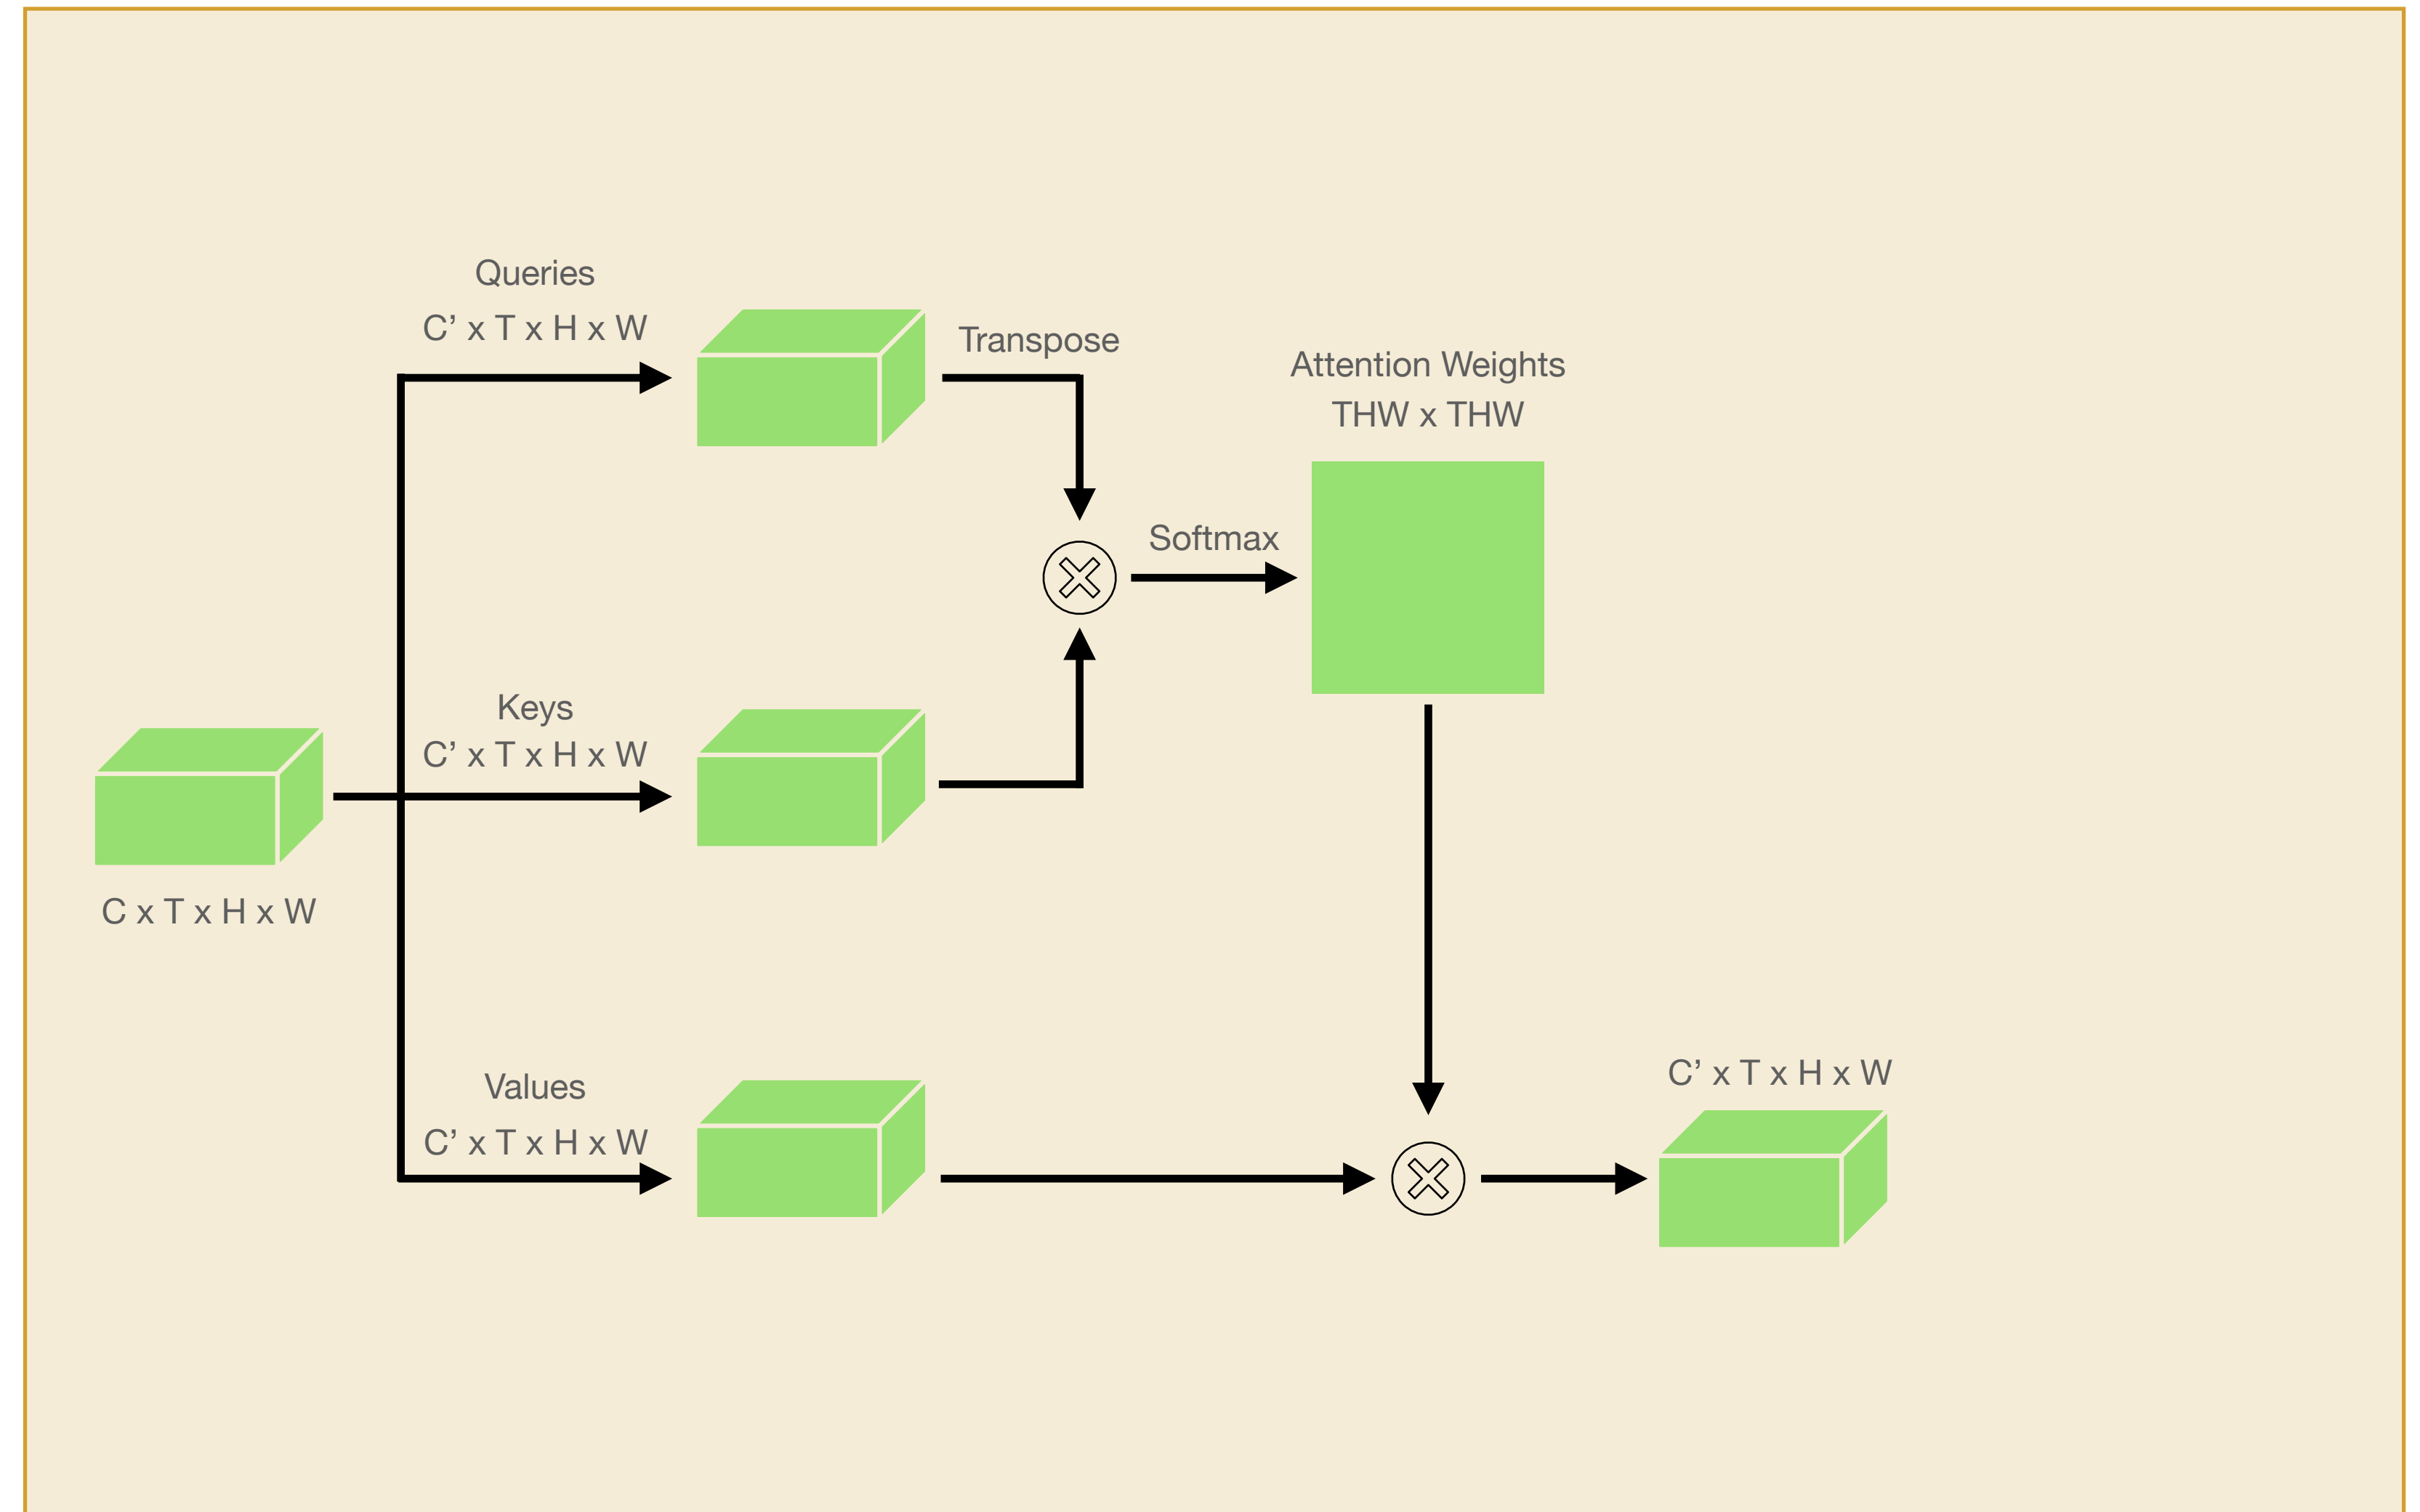 Queries
C’ x T x H x W
Transpose
Attention Weights
THW x THW
Softmax
Keys
C’ x T x H x W
C x T x H x W
Values
C’ x T x H x W
C’ x T x H x W